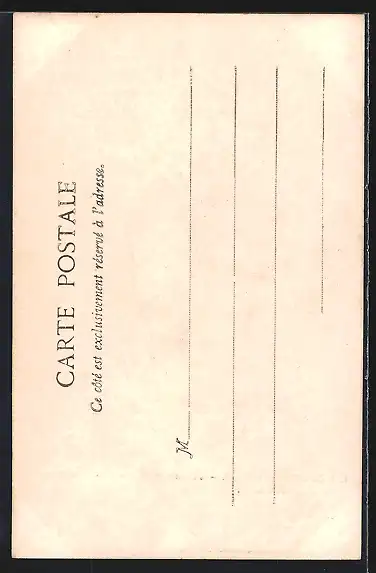 CARTE POSTALE
Ce côté est exclusivement réservé à l'adresse.
M